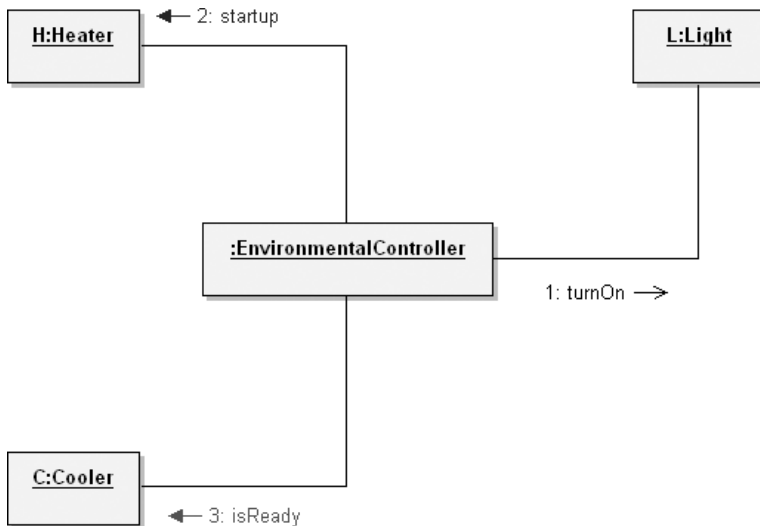 2: startup
H:Heater
L:Light
:EnvironmentalController
1: turnOn
C:Cooler
3: isReady